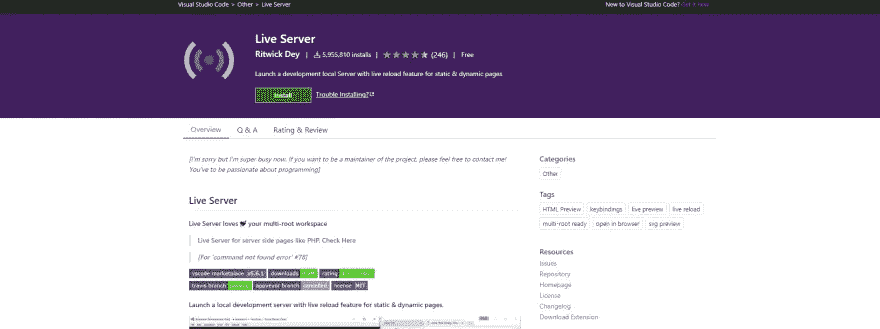 Visual Studio Code > Other > Live Server
New to Visual Studio Code? Get it now.
Live Server
Ritwick Dey | 5,955,810 installs | (246) | Free
Launch a development local Server with live reload feature for static & dynamic pages
Install Trouble Installing?
Overview Q & A Rating & Review
[I'm sorry but I'm super busy now. If you want to be a maintainer of the project, please feel free to contact me!
You've to be passionate about programming]
Live Server
Live Server loves your multi-root workspace
Live Server for server side pages like PHP. Check Here
[For 'command not found error' #78]
vscode marketplace v5.6.1 downloads rating
travis branch appveyor branch cancelled license MIT
Launch a local development server with live reload feature for static & dynamic pages.
Categories
Other
Tags
HTML Preview keybindings live preview live reload
multi-root ready open in browser svg preview
Resources
Issues
Repository
Homepage
License
Changelog
Download Extension